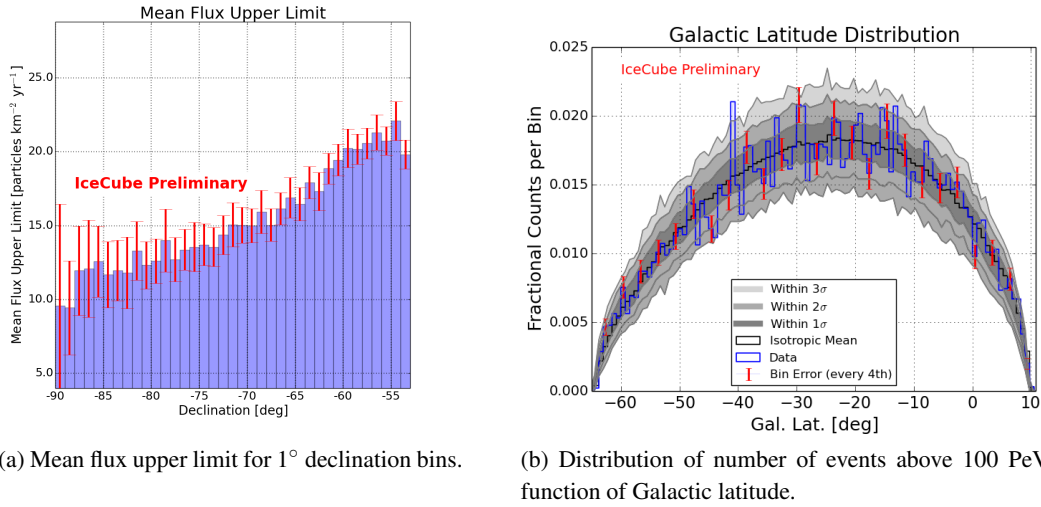 Mean Flux Upper Limit
Mean Flux Upper Limit [particles km⁻² yr⁻¹]
25.0
20.0
15.0
10.0
5.0
IceCube Preliminary
-90 -85 -80 -75 -70 -65 -60 -55
Declination [deg]
(a) Mean flux upper limit for 1° declination bins.
Galactic Latitude Distribution
Fractional Counts per Bin
0.025
0.020
0.015
0.010
0.005
0.000
IceCube Preliminary
Within 3σ
Within 2σ
Within 1σ
Isotropic Mean
Data
Bin Error (every 4th)
−60 −50 −40 −30 −20 −10 0 10
Gal. Lat. [deg]
(b) Distribution of number of events above 100 PeV
function of Galactic latitude.